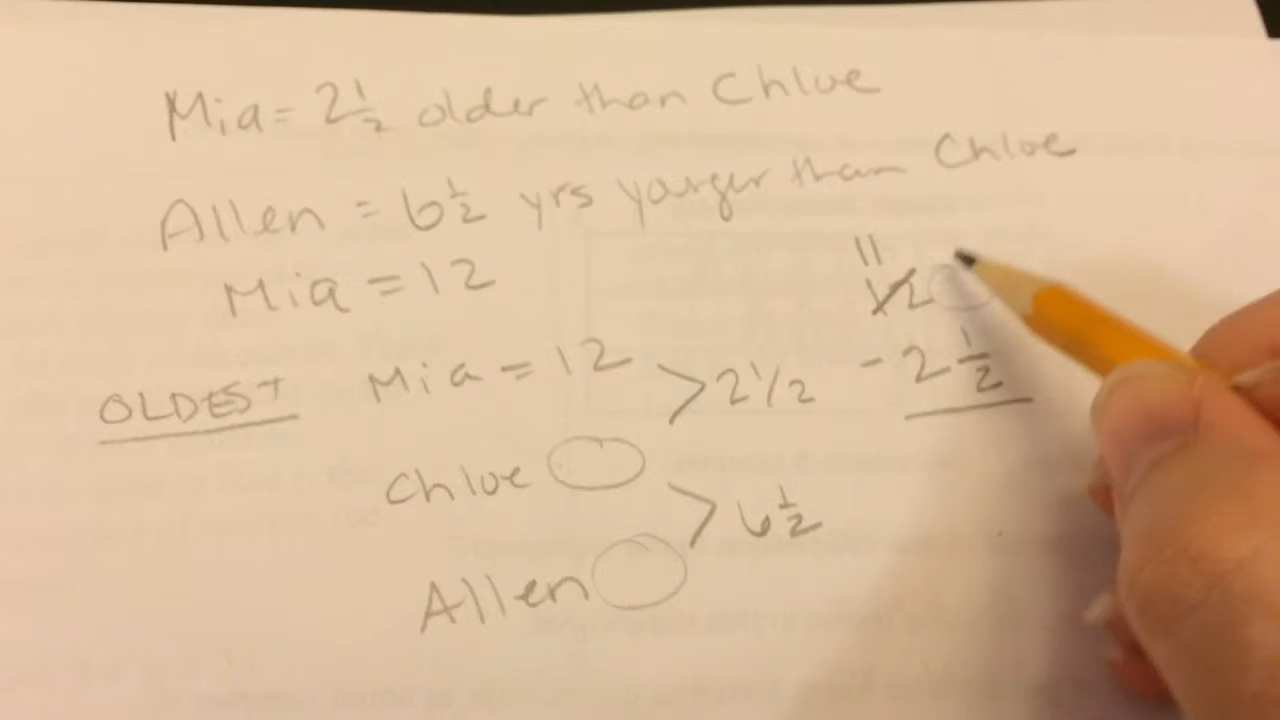 Mia = 2 1/2 older than Chloe
Allen = 6 1/2 yrs yourger than Chloe
Mia = 12
OLDEST Mia = 12 > 2 1/2
Chloe > 6 1/2
Allen
11
12
- 2 1/2